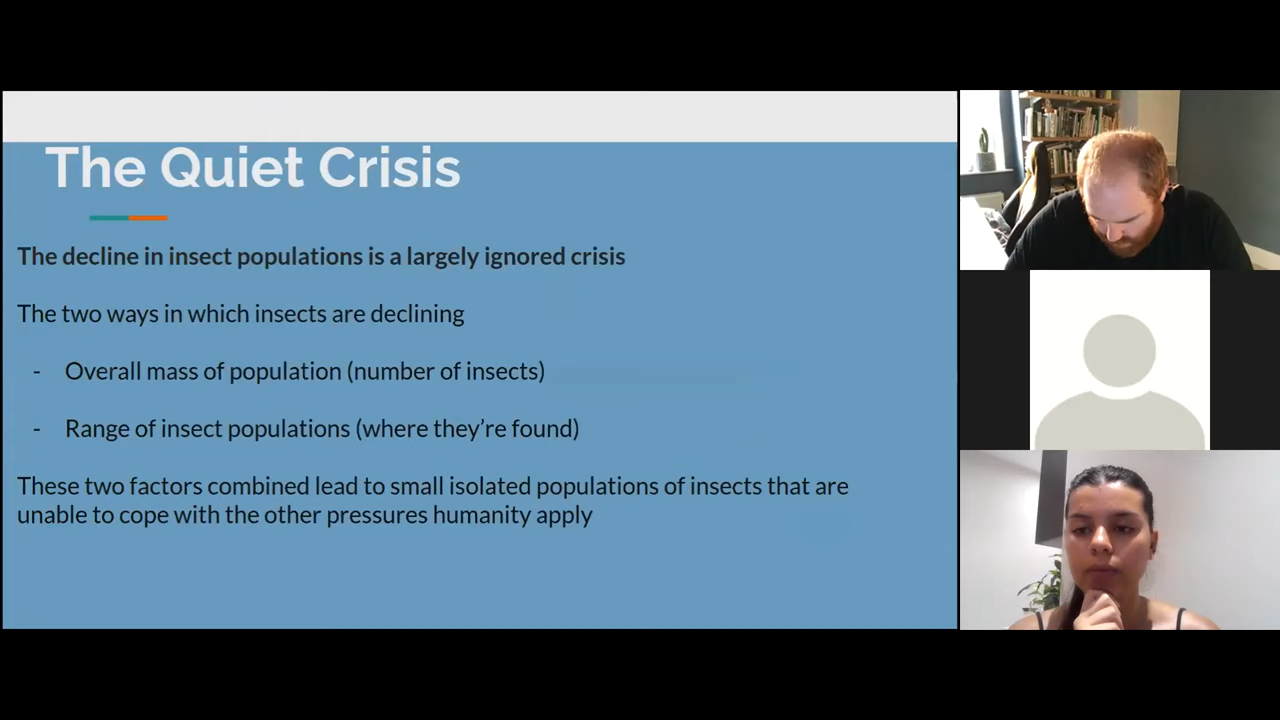 The Quiet Crisis
The decline in insect populations is a largely ignored crisis
The two ways in which insects are declining
- Overall mass of population (number of insects)
- Range of insect populations (where they’re found)
These two factors combined lead to small isolated populations of insects that are
unable to cope with the other pressures humanity apply